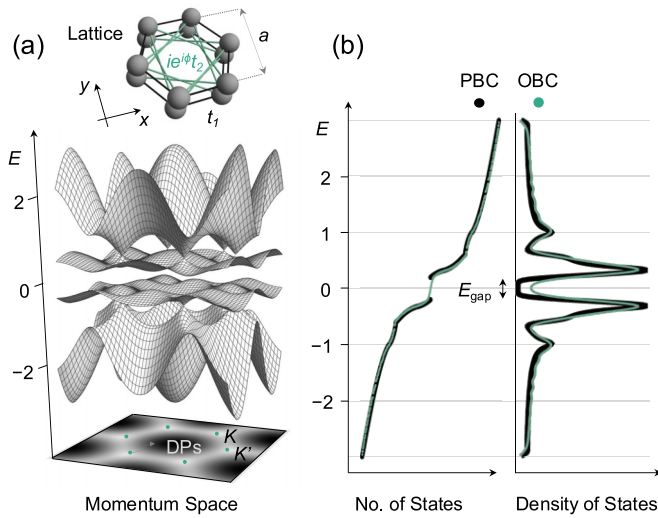 (a)
Lattice
a
ie^{iϕ}t_2
y
x
t_1
E
2
0
−2
K
K'
DPs
Momentum Space
(b)
PBC
OBC
E
2
1
0
−1
−2
E_gap
No. of States
Density of States